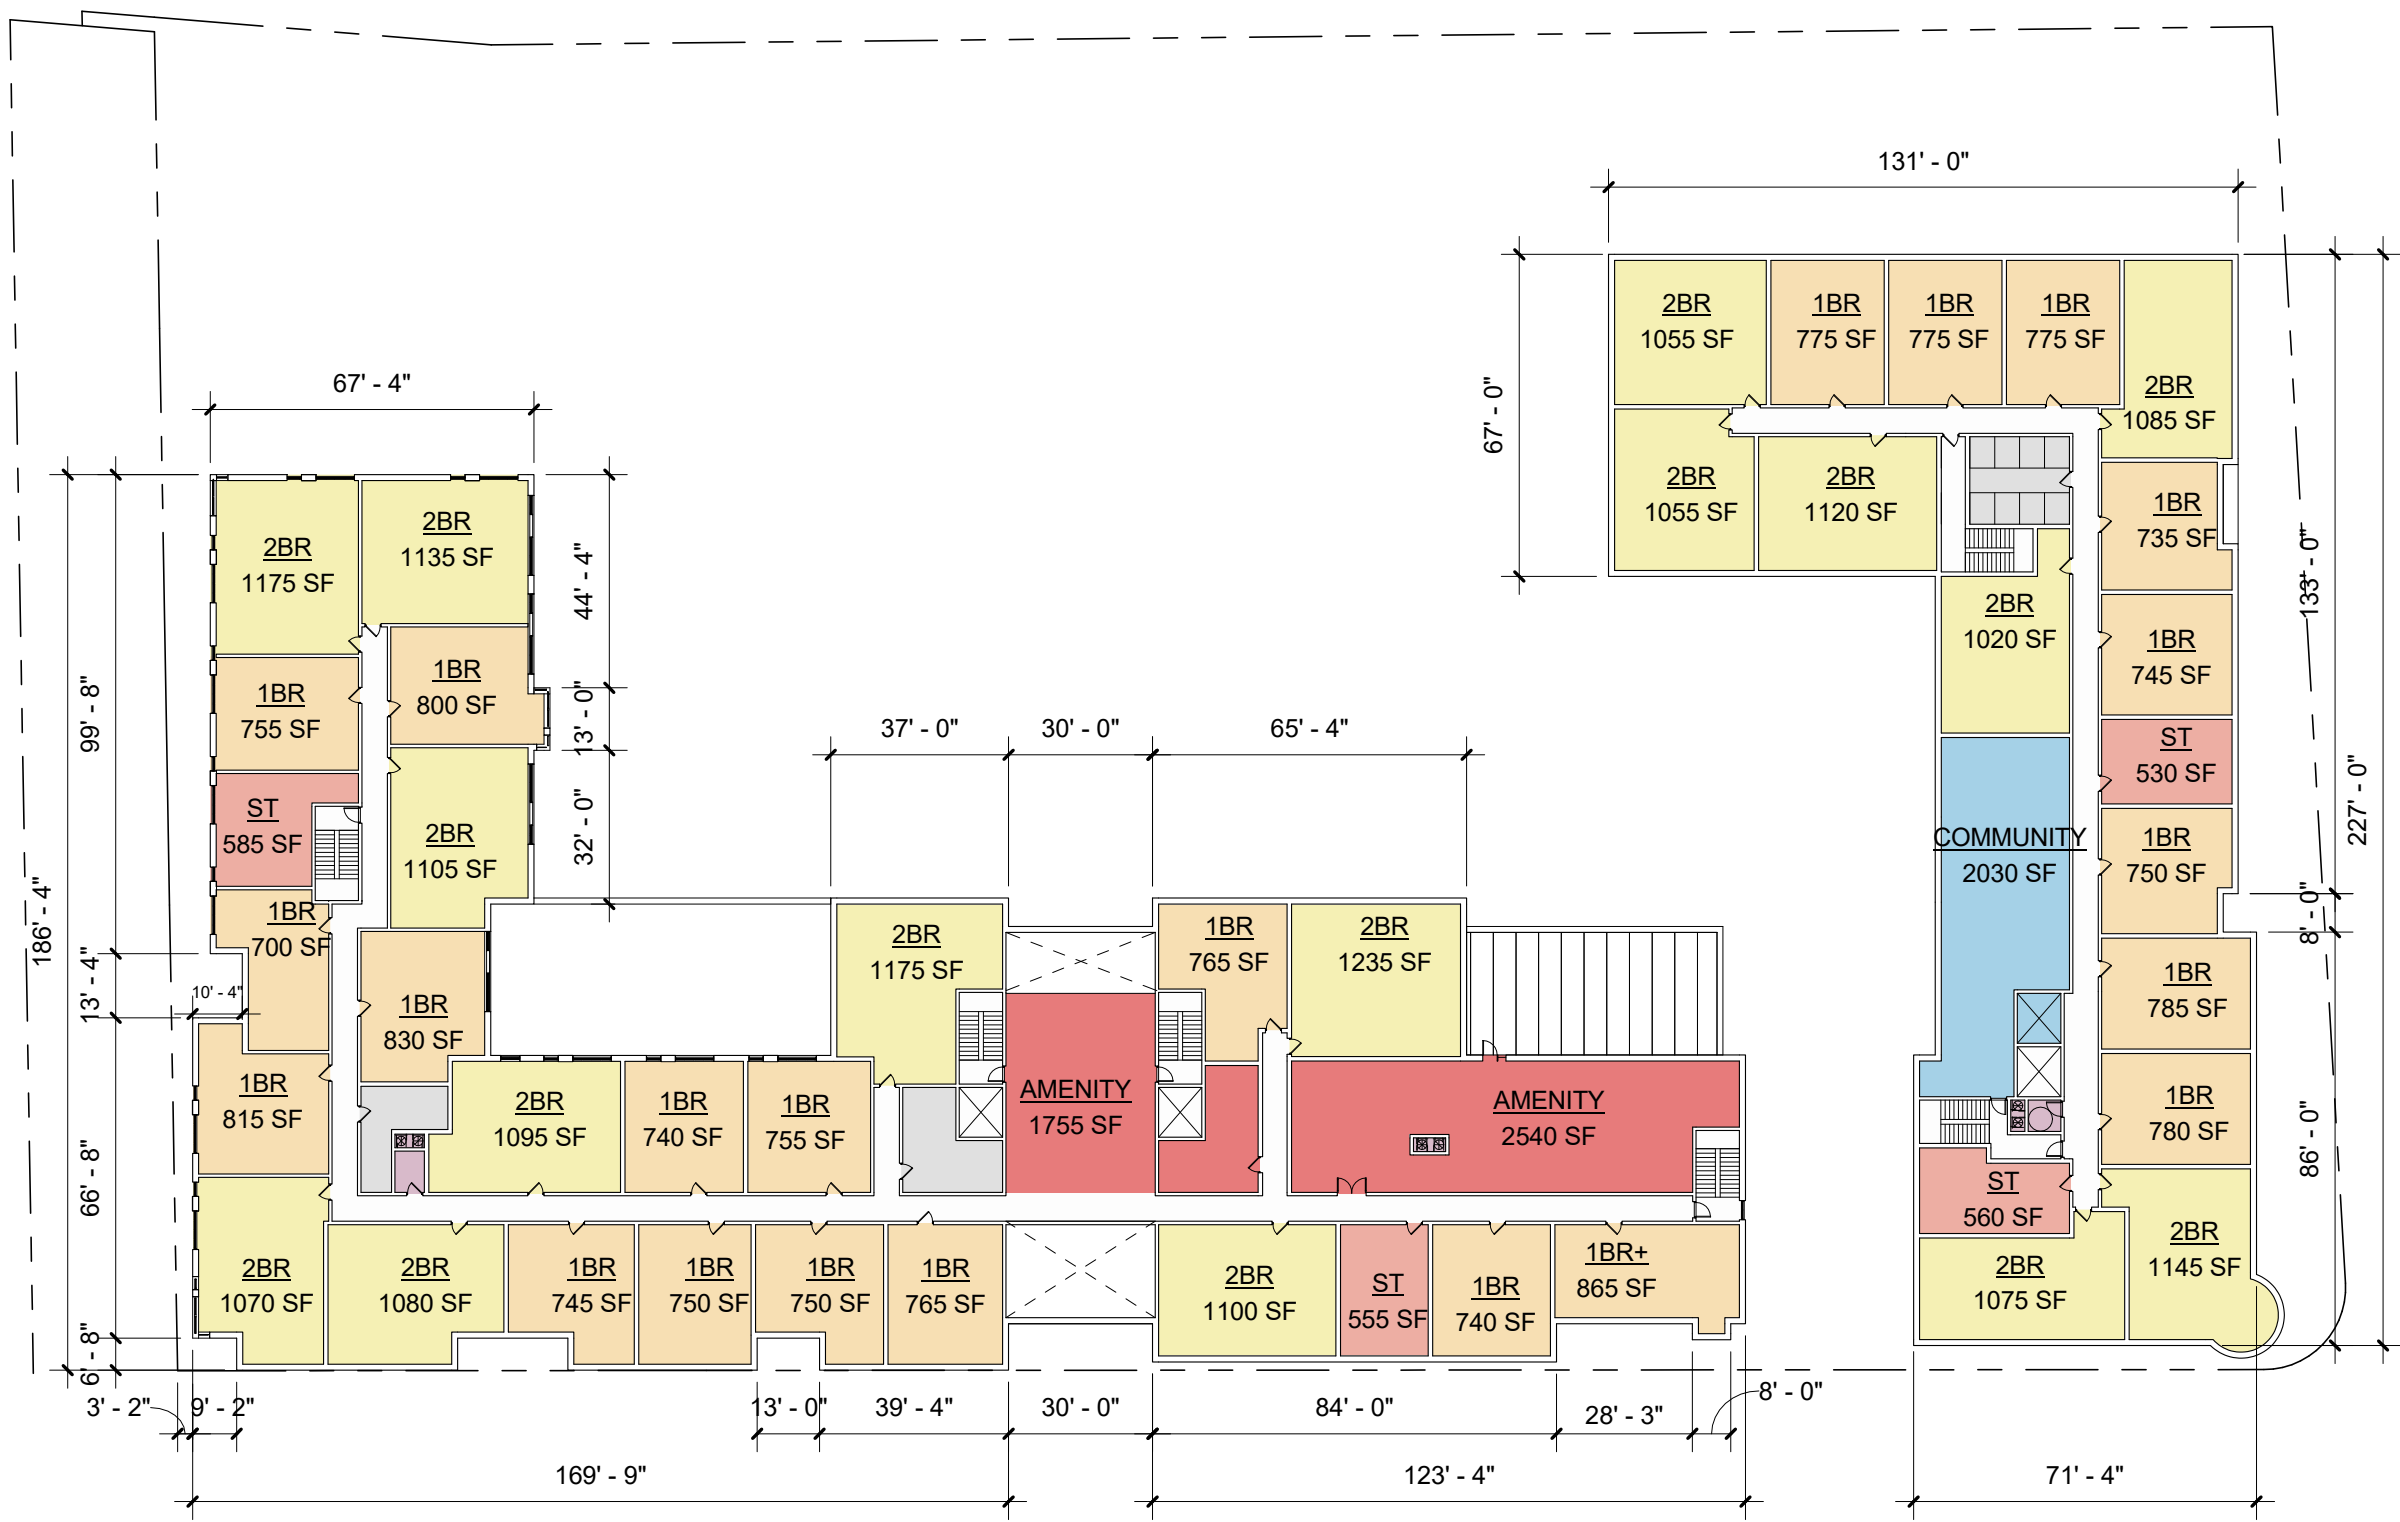 131' - 0"
2BR
1055 SF
1BR
775 SF
1BR
775 SF
1BR
775 SF
2BR
1085 SF
67' - 4"
67' - 0"
2BR
1055 SF
2BR
1120 SF
1BR
735 SF
2BR
1175 SF
2BR
1135 SF
44' - 4"
133' - 0"
2BR
1020 SF
1BR
745 SF
1BR
755 SF
1BR
800 SF
99' - 8"
13' - 0"
37' - 0"
30' - 0"
65' - 4"
ST
530 SF
ST
585 SF
2BR
1105 SF
32' - 0"
COMMUNITY
2030 SF
1BR
750 SF
227' - 0"
186' - 4"
1BR
700 SF
8' - 0"
2BR
1175 SF
1BR
765 SF
2BR
1235 SF
13' - 4"
10' - 4"
1BR
830 SF
1BR
785 SF
1BR
815 SF
2BR
1095 SF
1BR
740 SF
1BR
755 SF
AMENITY
1755 SF
AMENITY
2540 SF
1BR
780 SF
66' - 8"
86' - 0"
ST
560 SF
2BR
1070 SF
2BR
1080 SF
1BR
745 SF
1BR
750 SF
1BR
750 SF
1BR
765 SF
2BR
1100 SF
ST
555 SF
1BR
740 SF
1BR+
865 SF
2BR
1075 SF
2BR
1145 SF
6' - 8"
3' - 2"
9' - 2"
13' - 0"
39' - 4"
30' - 0"
84' - 0"
28' - 3"
8' - 0"
169' - 9"
123' - 4"
71' - 4"